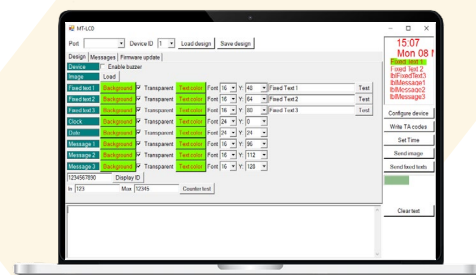 MT-LCD
Port Device ID 1 Load design Save design
Design Messages Firmware update
Device Enable buzzer
Image Load
Fixed text 1 Background Transparent Text color Font 16 Y: 48 Fixed Text 1 Test
Fixed text 2 Background Transparent Text color Font 16 Y: 64 Fixed Text 2 Test
Fixed text 3 Background Transparent Text color Font 16 Y: 80 Fixed Text 3 Test
Clock Background Transparent Text color Font 24 Y: 0
Date Background Transparent Text color Font 24 Y: 24
Message 1 Background Transparent Text color Font 16 Y: 96
Message 2 Background Transparent Text color Font 16 Y: 112
Message 3 Background Transparent Text color Font 16 Y: 128
1234567890 Display ID
In 123 Max 12345 Counter test
15:07
Mon 08
Fixed text 1
Fixed Text 2
lblFixedText3
lblMessage1
lblMessage2
lblMessage3
Configure device
Write TA codes
Set Time
Send image
Send fixed texts
Clear text